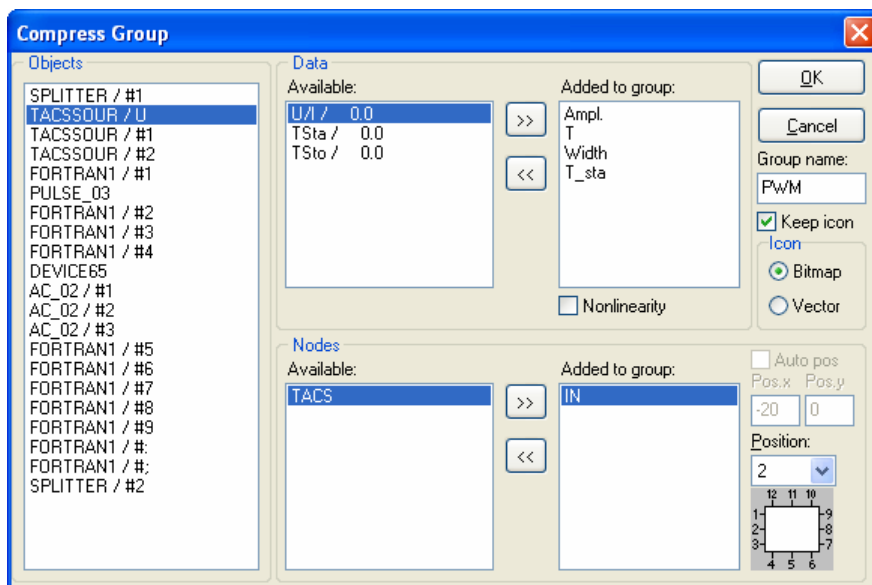 Compress Group
Objects
SPLITTER / #1
TACSSOUR / U
TACSSOUR / #1
TACSSOUR / #2
FORTRAN1 / #1
PULSE_03
FORTRAN1 / #2
FORTRAN1 / #3
FORTRAN1 / #4
DEVICE65
AC_02 / #1
AC_02 / #2
AC_02 / #3
FORTRAN1 / #5
FORTRAN1 / #6
FORTRAN1 / #7
FORTRAN1 / #8
FORTRAN1 / #9
FORTRAN1 / #:
FORTRAN1 / #;
SPLITTER / #2
Data
Available:
U/I / 0.0
TSta / 0.0
TSto / 0.0
>>
<<
Added to group:
Ampl.
T
Width
T_sta
Nonlinearity
OK
Cancel
Group name:
PWM
Keep icon
Icon
Bitmap
Vector
Nodes
Available:
TACS
>>
<<
Added to group:
IN
Auto pos
Pos.x Pos.y
-20 0
Position:
2
12 11 10
1 9
2 8
3 7
4 5 6